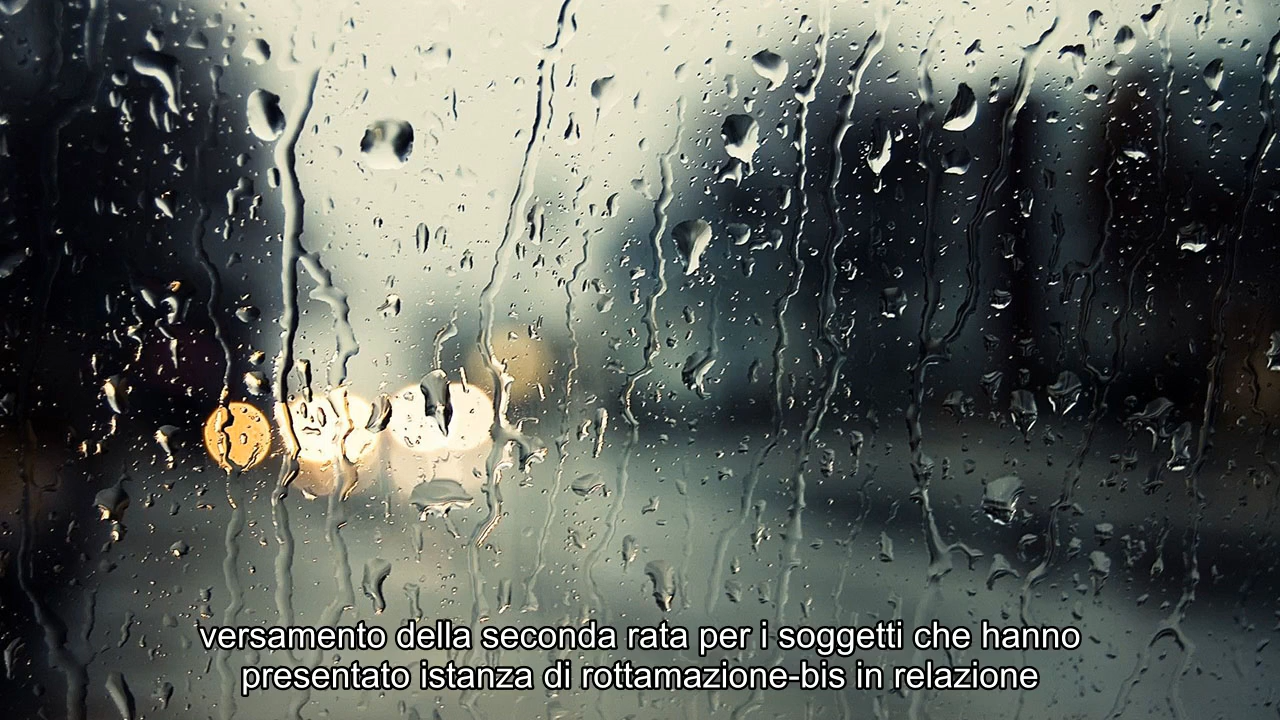 versamento della seconda rata per i soggetti che hanno
presentato istanza di rottamazione-bis in relazione